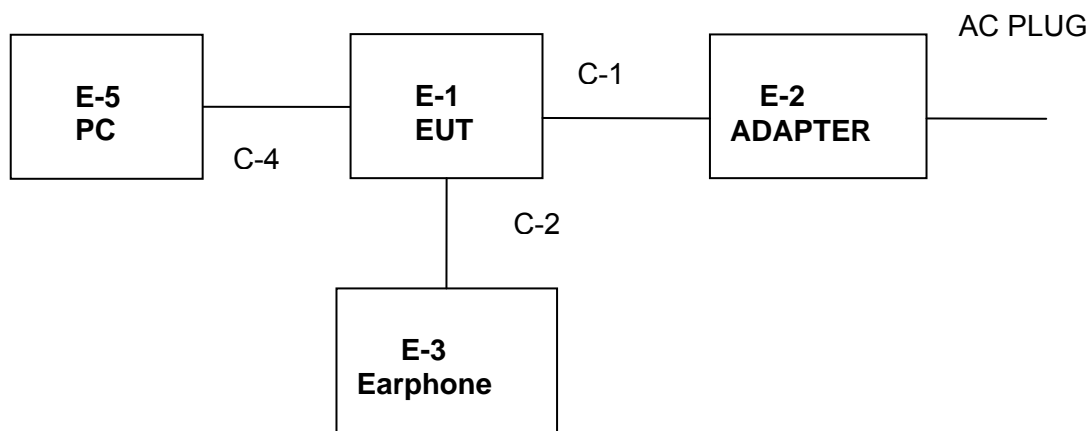 AC PLUG
E-5
PC
C-4
E-1
EUT
C-1
E-2
ADAPTER
C-2
E-3
Earphone